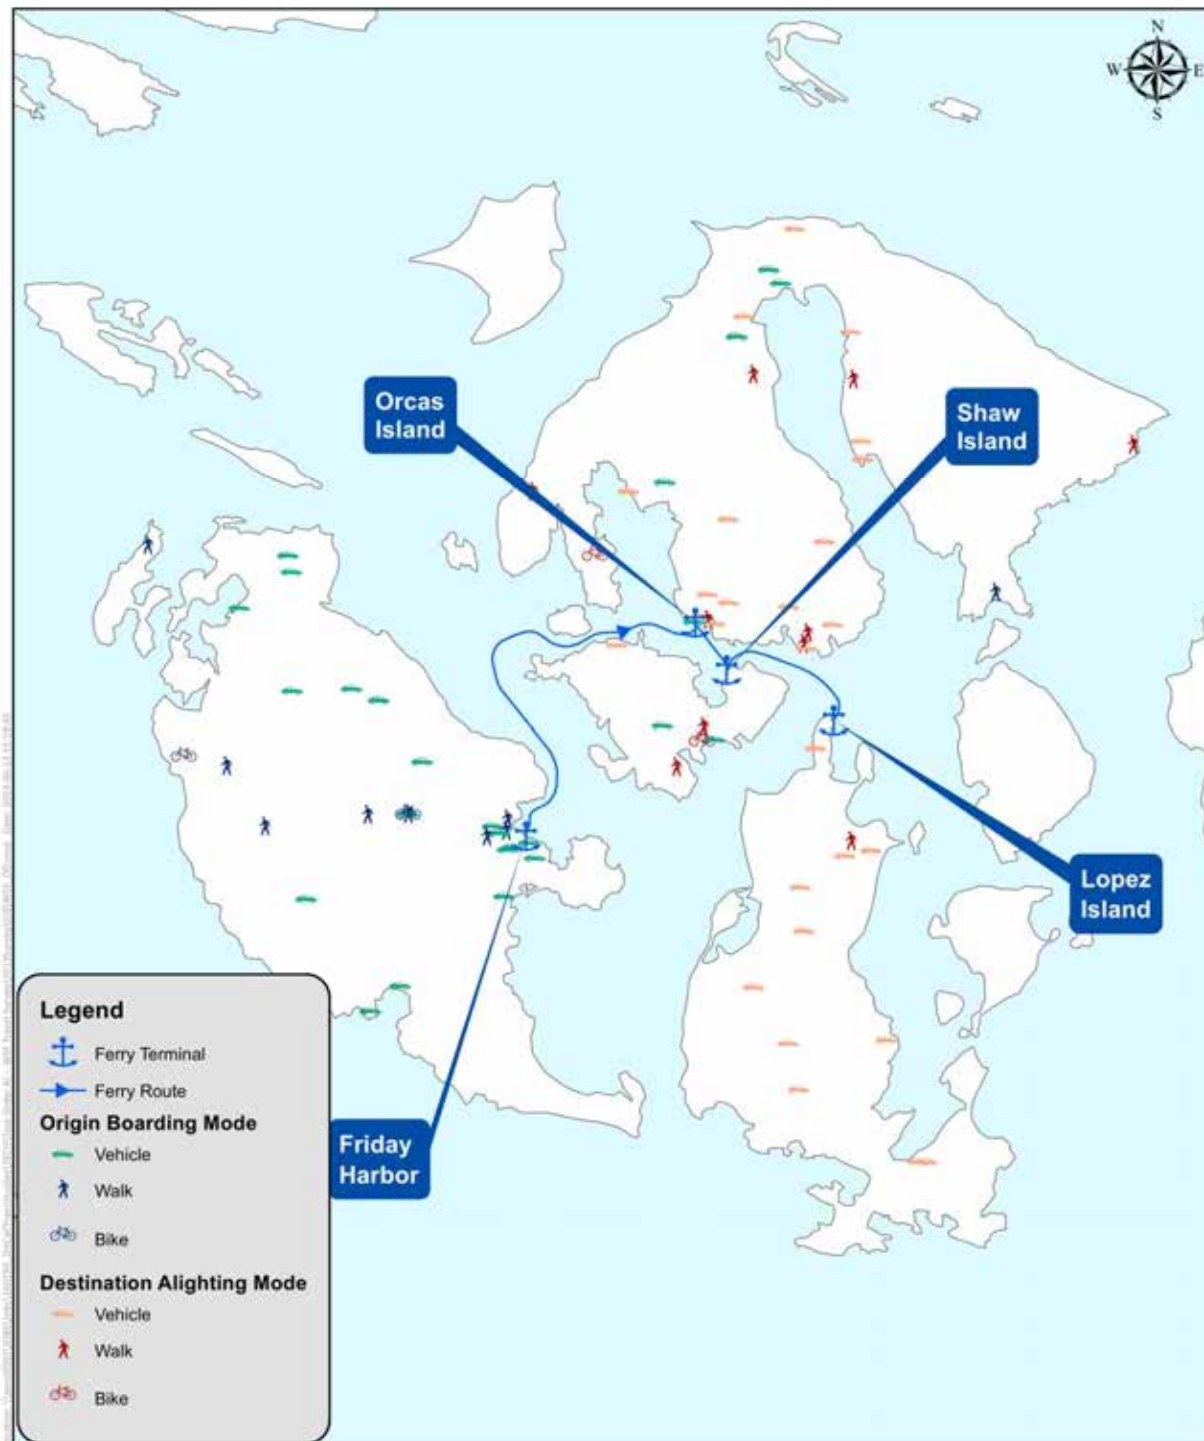 N
W
E
S
Orcas
Island
Shaw
Island
Lopez
Island
Friday
Harbor
Legend
Ferry Terminal
Ferry Route
Origin Boarding Mode
Vehicle
Walk
Bike
Destination Alighting Mode
Vehicle
Walk
Bike